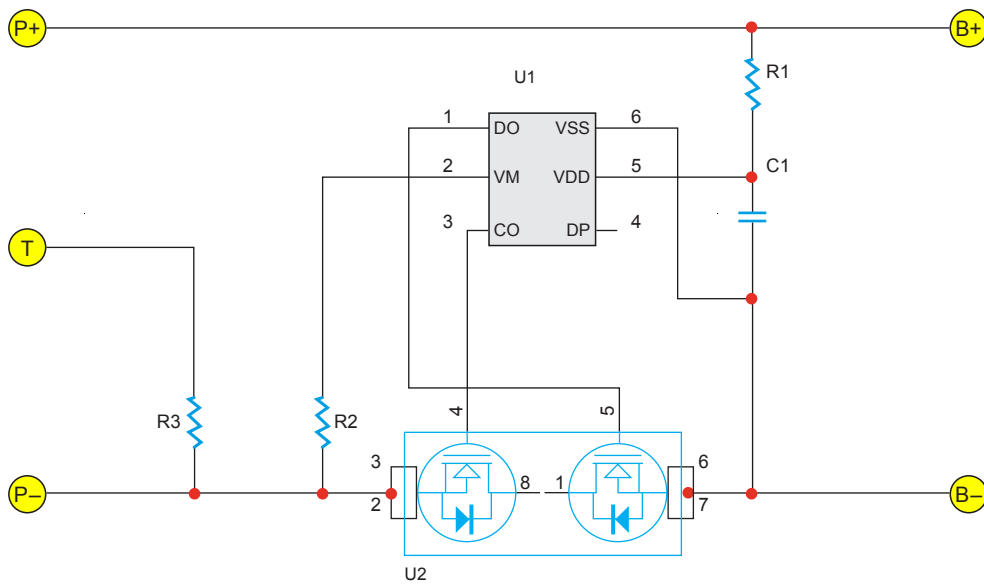 P+
B+
R1
U1
1 DO VSS 6
2 VM VDD 5 C1
3 CO DP 4
T
R3
R2
4
5
3
2
8
1
6
7
P–
B–
U2